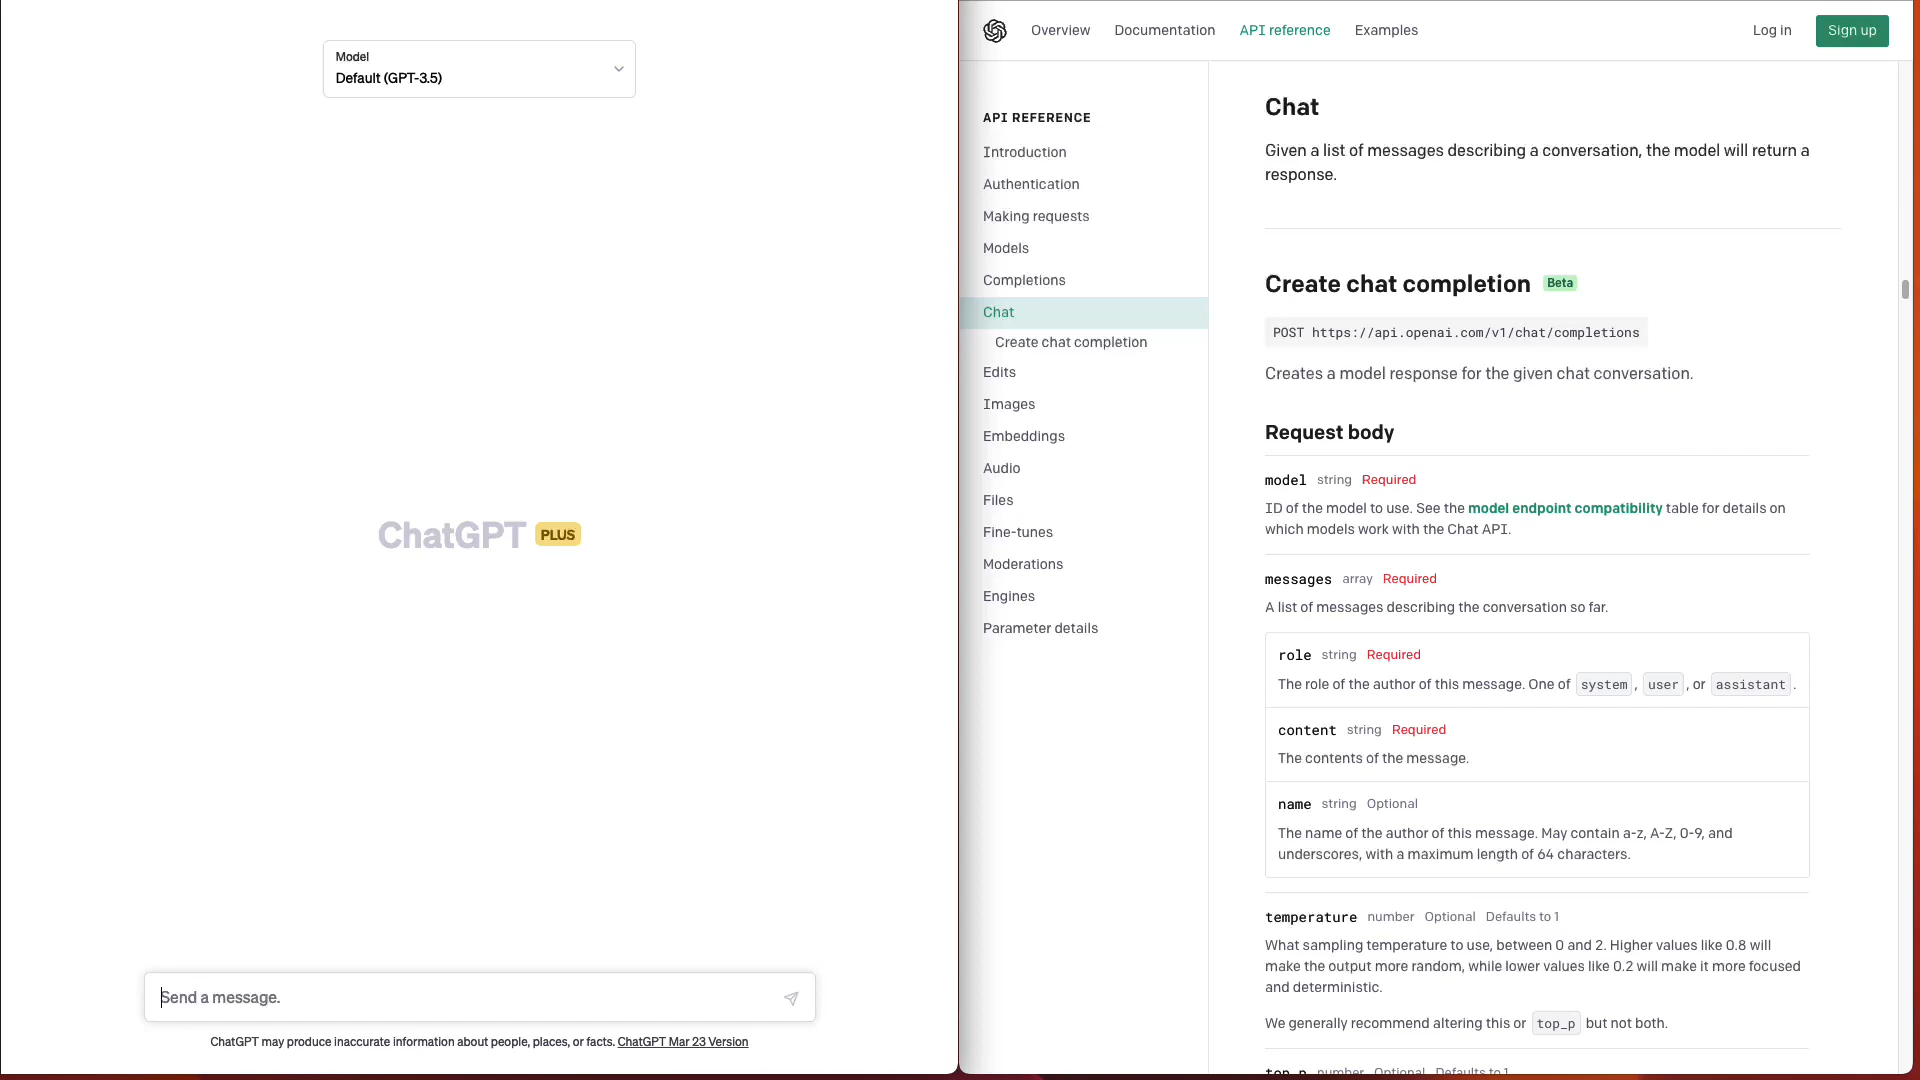 Model
Default (GPT-3.5)
ChatGPT PLUS
Send a message.
ChatGPT may produce inaccurate information about people, places, or facts. ChatGPT Mar 23 Version
Overview Documentation API reference Examples Log in Sign up
API REFERENCE
Introduction
Authentication
Making requests
Models
Completions
Chat
Create chat completion
Edits
Images
Embeddings
Audio
Files
Fine-tunes
Moderations
Engines
Parameter details
Chat
Given a list of messages describing a conversation, the model will return a
response.
Create chat completion Beta
POST https://api.openai.com/v1/chat/completions
Creates a model response for the given chat conversation.
Request body
model string Required
ID of the model to use. See the model endpoint compatibility table for details on
which models work with the Chat API.
messages array Required
A list of messages describing the conversation so far.
role string Required
The role of the author of this message. One of system, user, or assistant.
content string Required
The contents of the message.
name string Optional
The name of the author of this message. May contain a-z, A-Z, 0-9, and
underscores, with a maximum length of 64 characters.
temperature number Optional Defaults to 1
What sampling temperature to use, between 0 and 2. Higher values like 0.8 will
make the output more random, while lower values like 0.2 will make it more focused
and deterministic.
We generally recommend altering this or top_p but not both.
top_p number Optional Defaults to 1